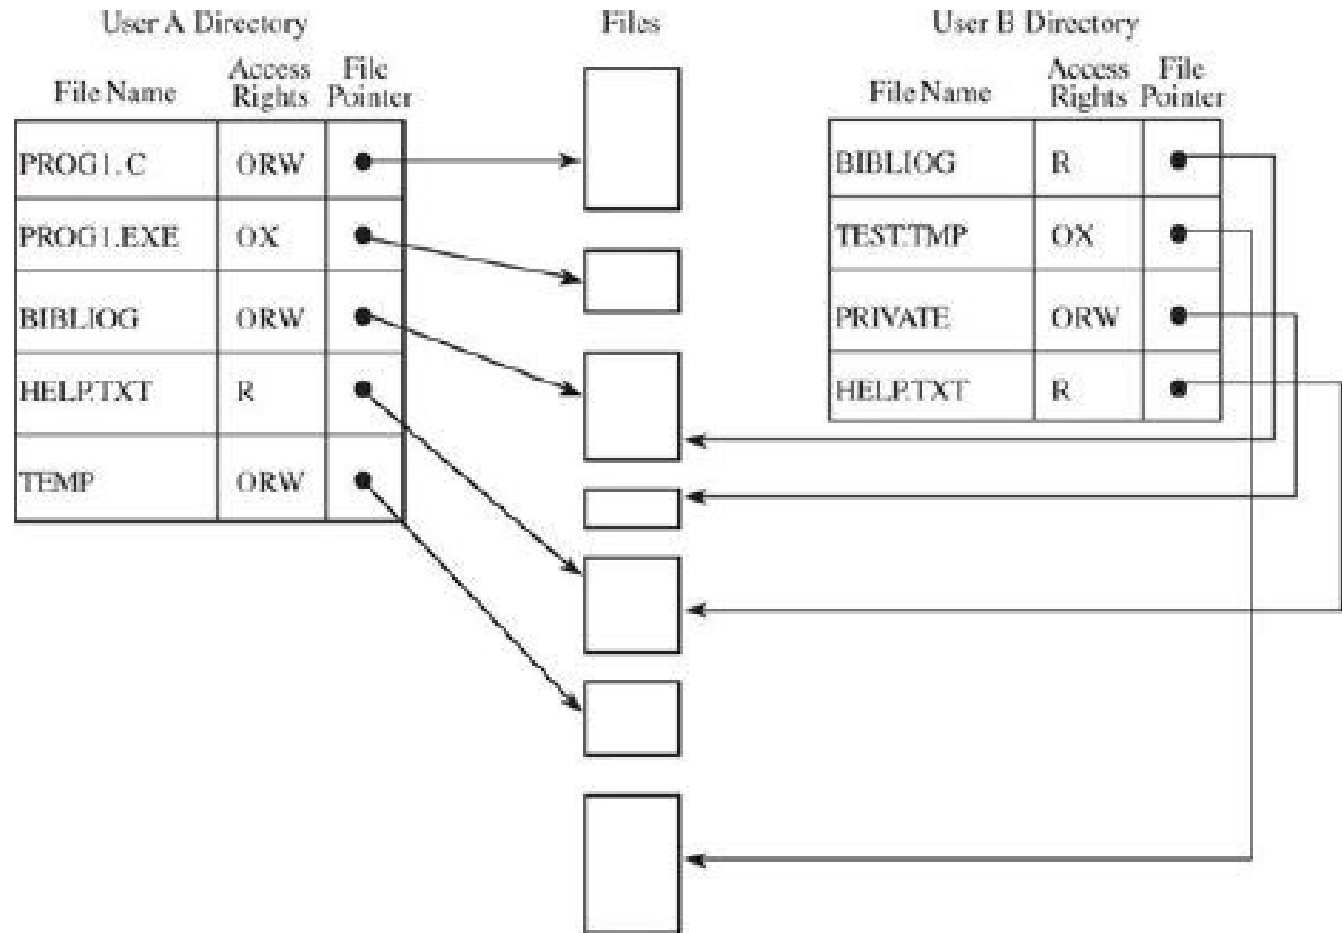 User A Directory
Files
User B Directory
File Name
Access Rights
File Pointer
PROG1.C
ORW
PROG1.EXE
OX
BIBLIOG
ORW
HELP.TXT
R
TEMP
ORW
File Name
Access Rights
File Pointer
BIBLIOG
R
TEST.TMP
OX
PRIVATE
ORW
HELP.TXT
R